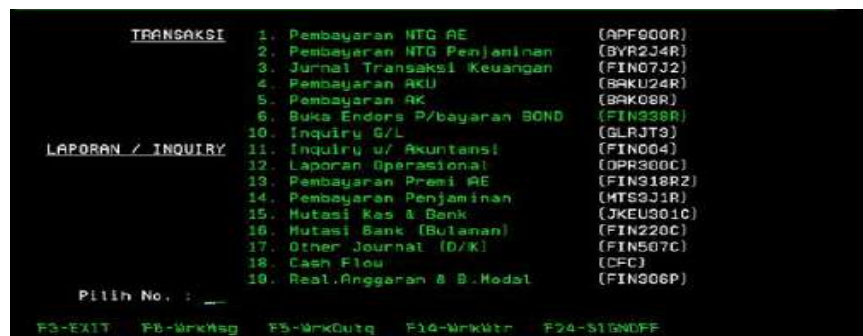 TRANSAKSI 1. Pembayaran NTG AE (APF900R)
2. Pembayaran NTG Penjaminan (BYR2J4R)
3. Jurnal Transaksi Keuangan (FIN07J2)
4. Pembayaran AKU (BAKU24R)
5. Pembayaran AK (BAK08R)
6. Buka Endors P/bayaran BOND (FIN338R)
10. Inquiry G/L (GLRJT3)
LAPORAN / INQUIRY 11. Inquiry u/ Akuntansi (FIN004)
12. Laporan Operasional (OPR300C)
13. Pembayaran Premi AE (FIN318R2)
14. Pembayaran Penjaminan (MTS3J1R)
15. Mutasi Kas & Bank (JKEU301C)
16. Mutasi Bank (Bulanan) (FIN220C)
17. Other Journal (D/K) (FIN507C)
18. Cash Flow (CFC)
19. Real.Anggaran & B.Modal (FIN306P)
Pilih No. : __
F3-EXIT F6-WrkMsg F5-WrkOutq F14-WrkWtr F24-SIGNOFF